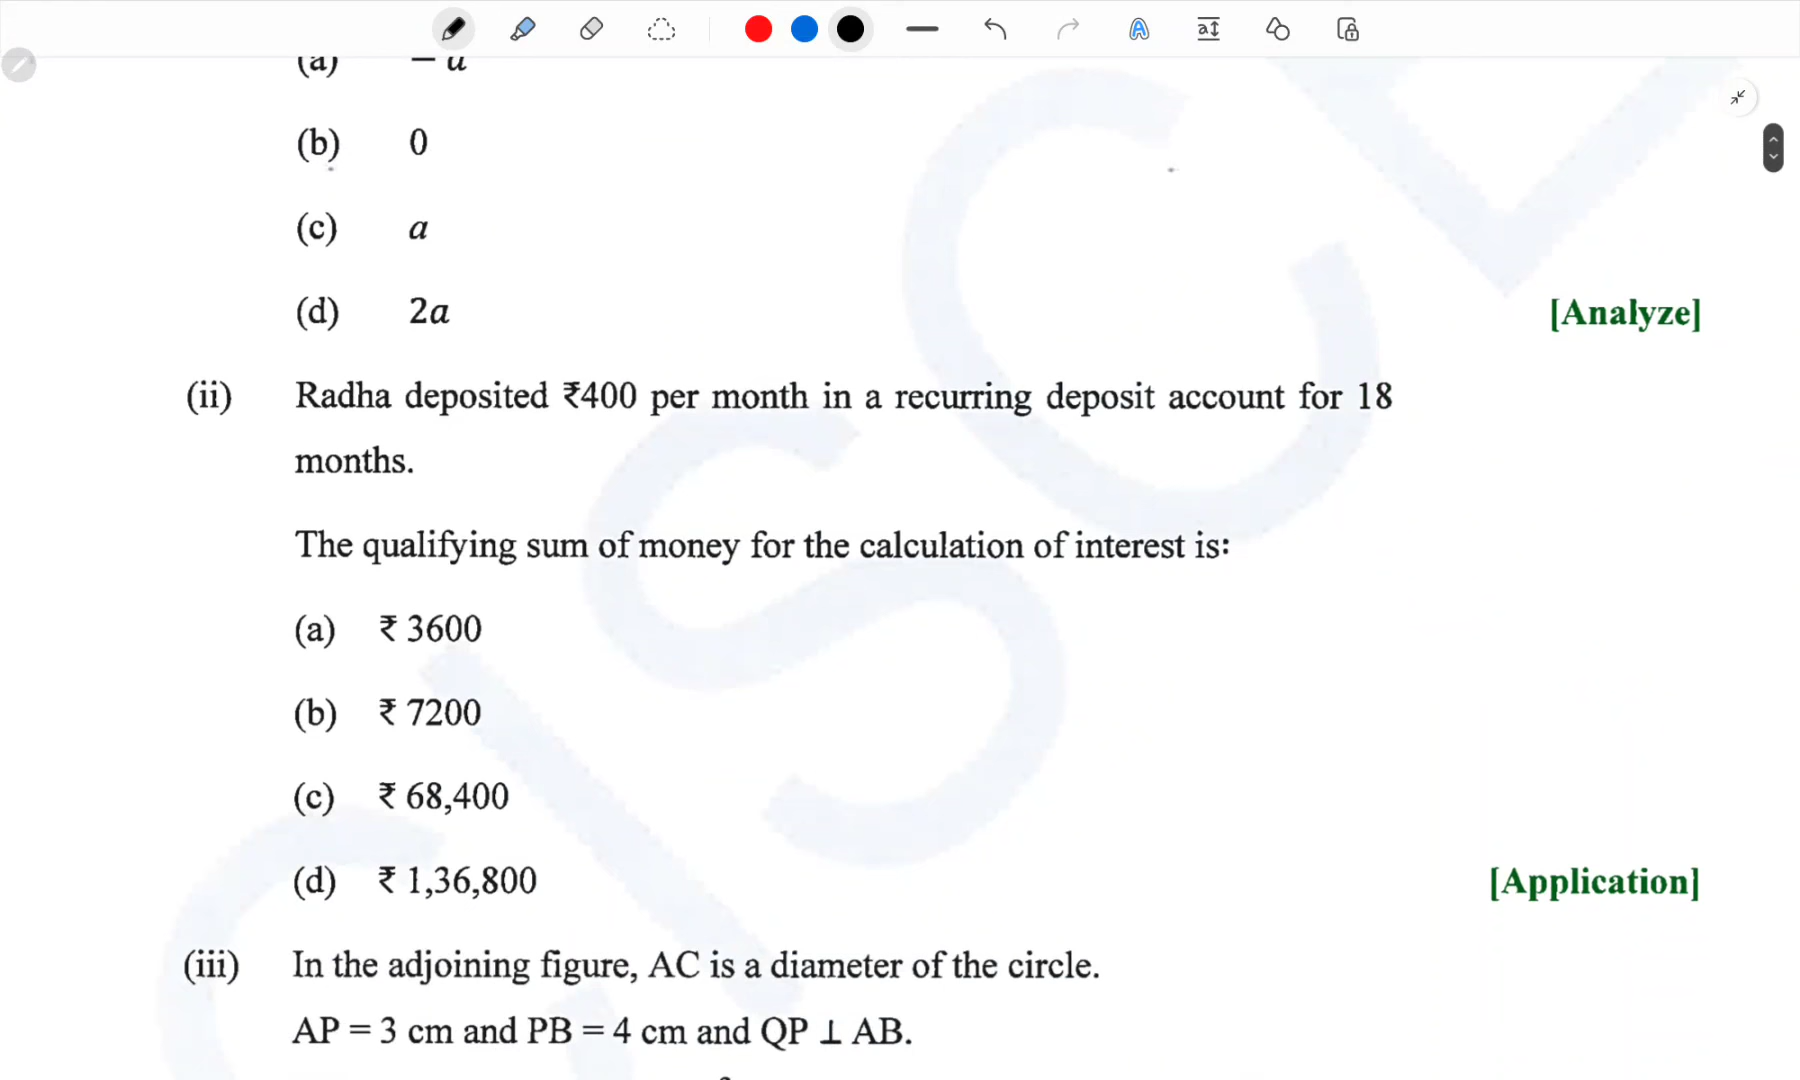 (a) – a
(b) 0
(c) a
(d) 2a
[Analyze]
(ii) Radha deposited ₹400 per month in a recurring deposit account for 18
months.
The qualifying sum of money for the calculation of interest is:
(a) ₹ 3600
(b) ₹ 7200
(c) ₹ 68,400
(d) ₹ 1,36,800
[Application]
(iii) In the adjoining figure, AC is a diameter of the circle.
AP = 3 cm and PB = 4 cm and QP ⊥ AB.